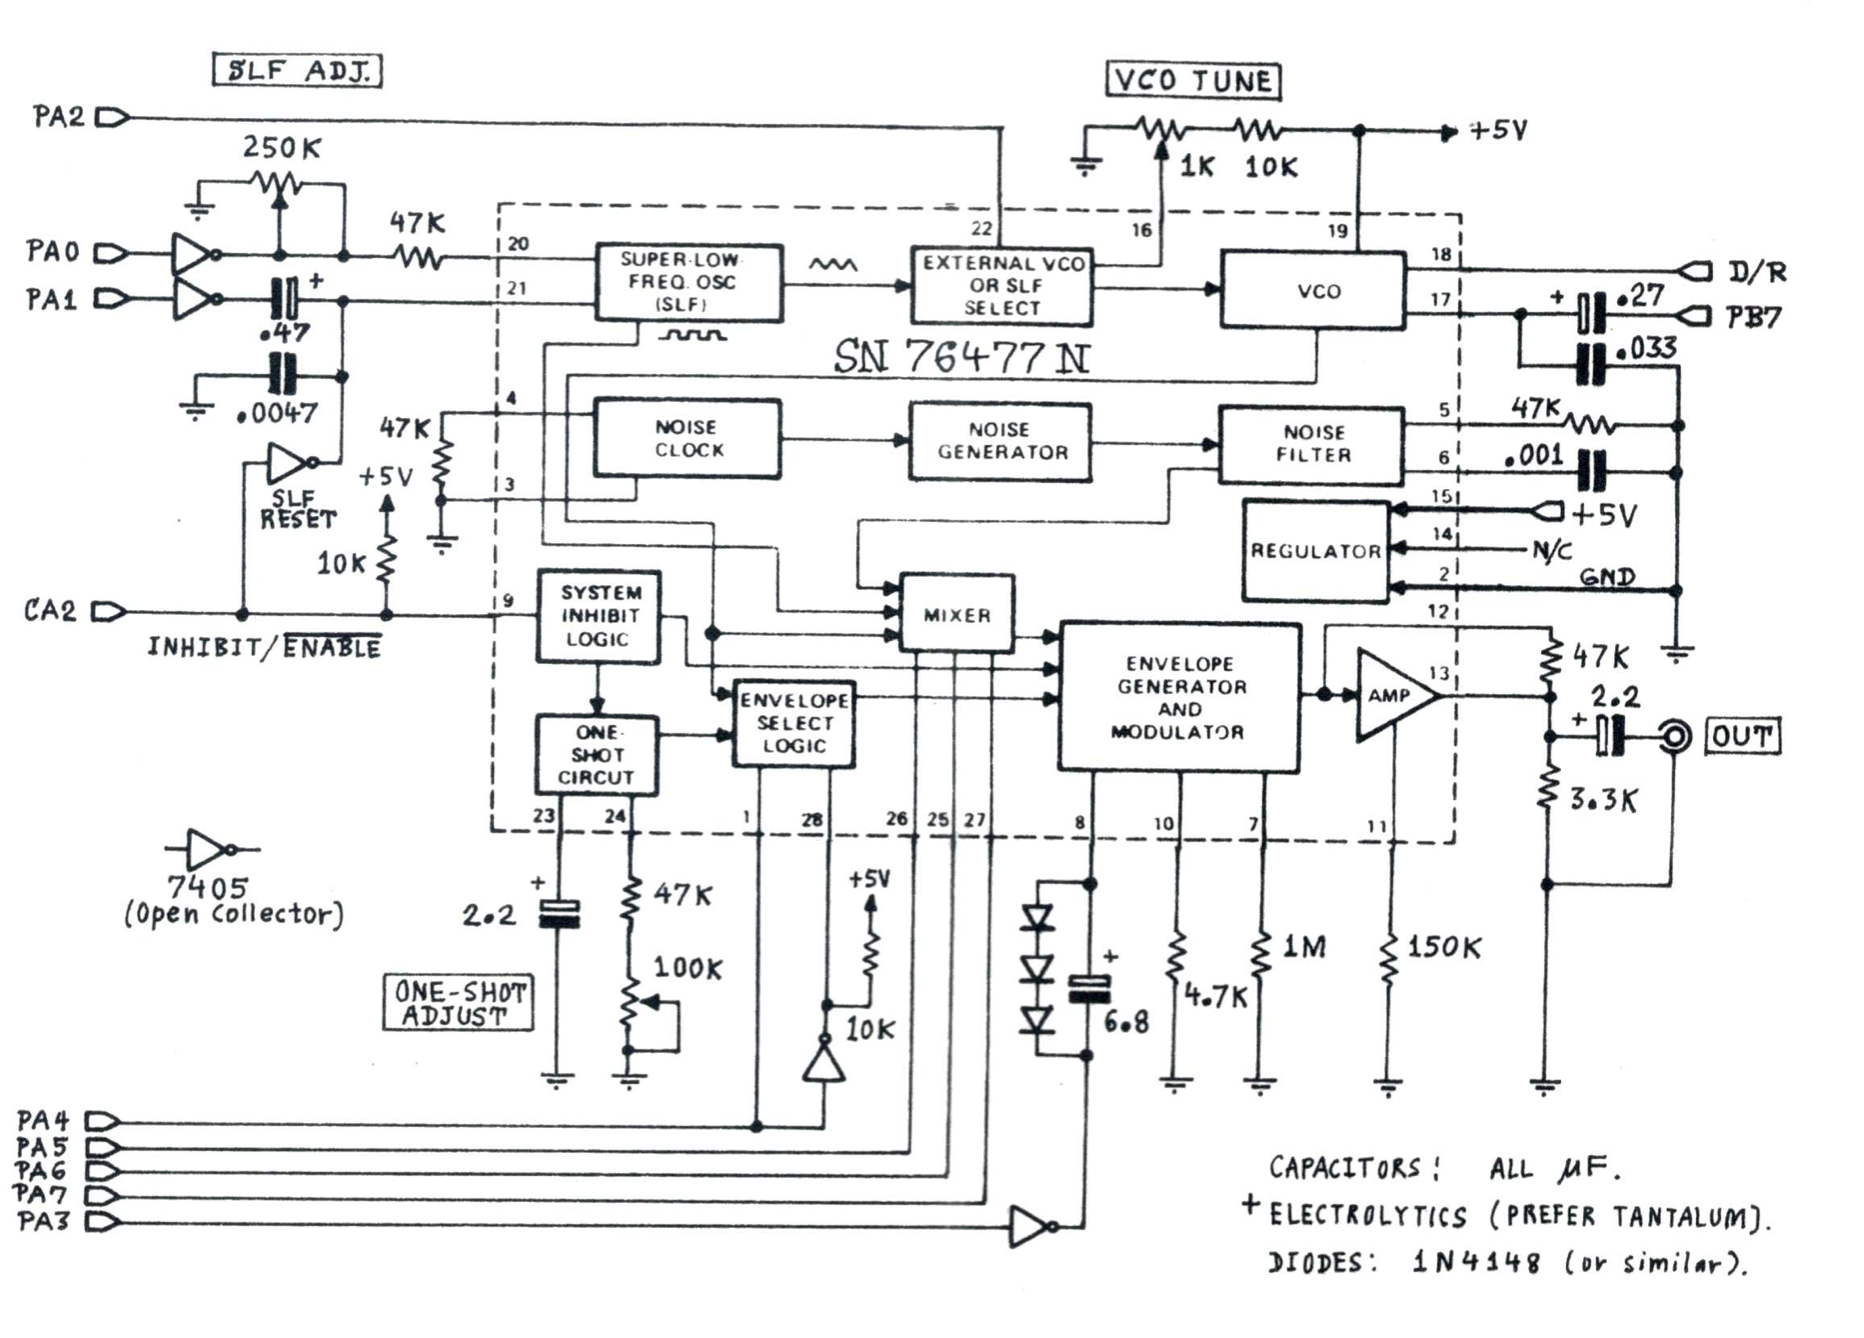 SLF ADJ.
VCO TUNE
PA2
250K
+5V
1K
10K
47K
22
16
19
PA0
20
SUPER-LOW-
FREQ. OSC
(SLF)
EXTERNAL VCO
OR SLF
SELECT
VCO
18
D/R
PA1
+
21
17
+
.27
PB7
.47
.033
SN 76477 N
.0047
4
47K
NOISE
CLOCK
NOISE
GENERATOR
NOISE
FILTER
5
47K
6
.001
+5V
3
SLF
RESET
15
+5V
10K
REGULATOR
14
N/C
2
GND
CA2
9
SYSTEM
INHIBIT
LOGIC
MIXER
12
INHIBIT/ENABLE
47K
ENVELOPE
GENERATOR
AND
MODULATOR
AMP
13
2.2
+
OUT
ENVELOPE
SELECT
LOGIC
ONE-
SHOT
CIRCUT
3.3K
23
24
1
28
26
25
27
8
10
7
11
7405
(Open Collector)
+
2.2
47K
+5V
100K
ONE-SHOT
ADJUST
10K
+
6.8
4.7K
1M
150K
PA4
PA5
PA6
PA7
PA3
CAPACITORS: ALL µF.
+ ELECTROLYTICS (PREFER TANTALUM).
DIODES: 1N4148 (or similar).